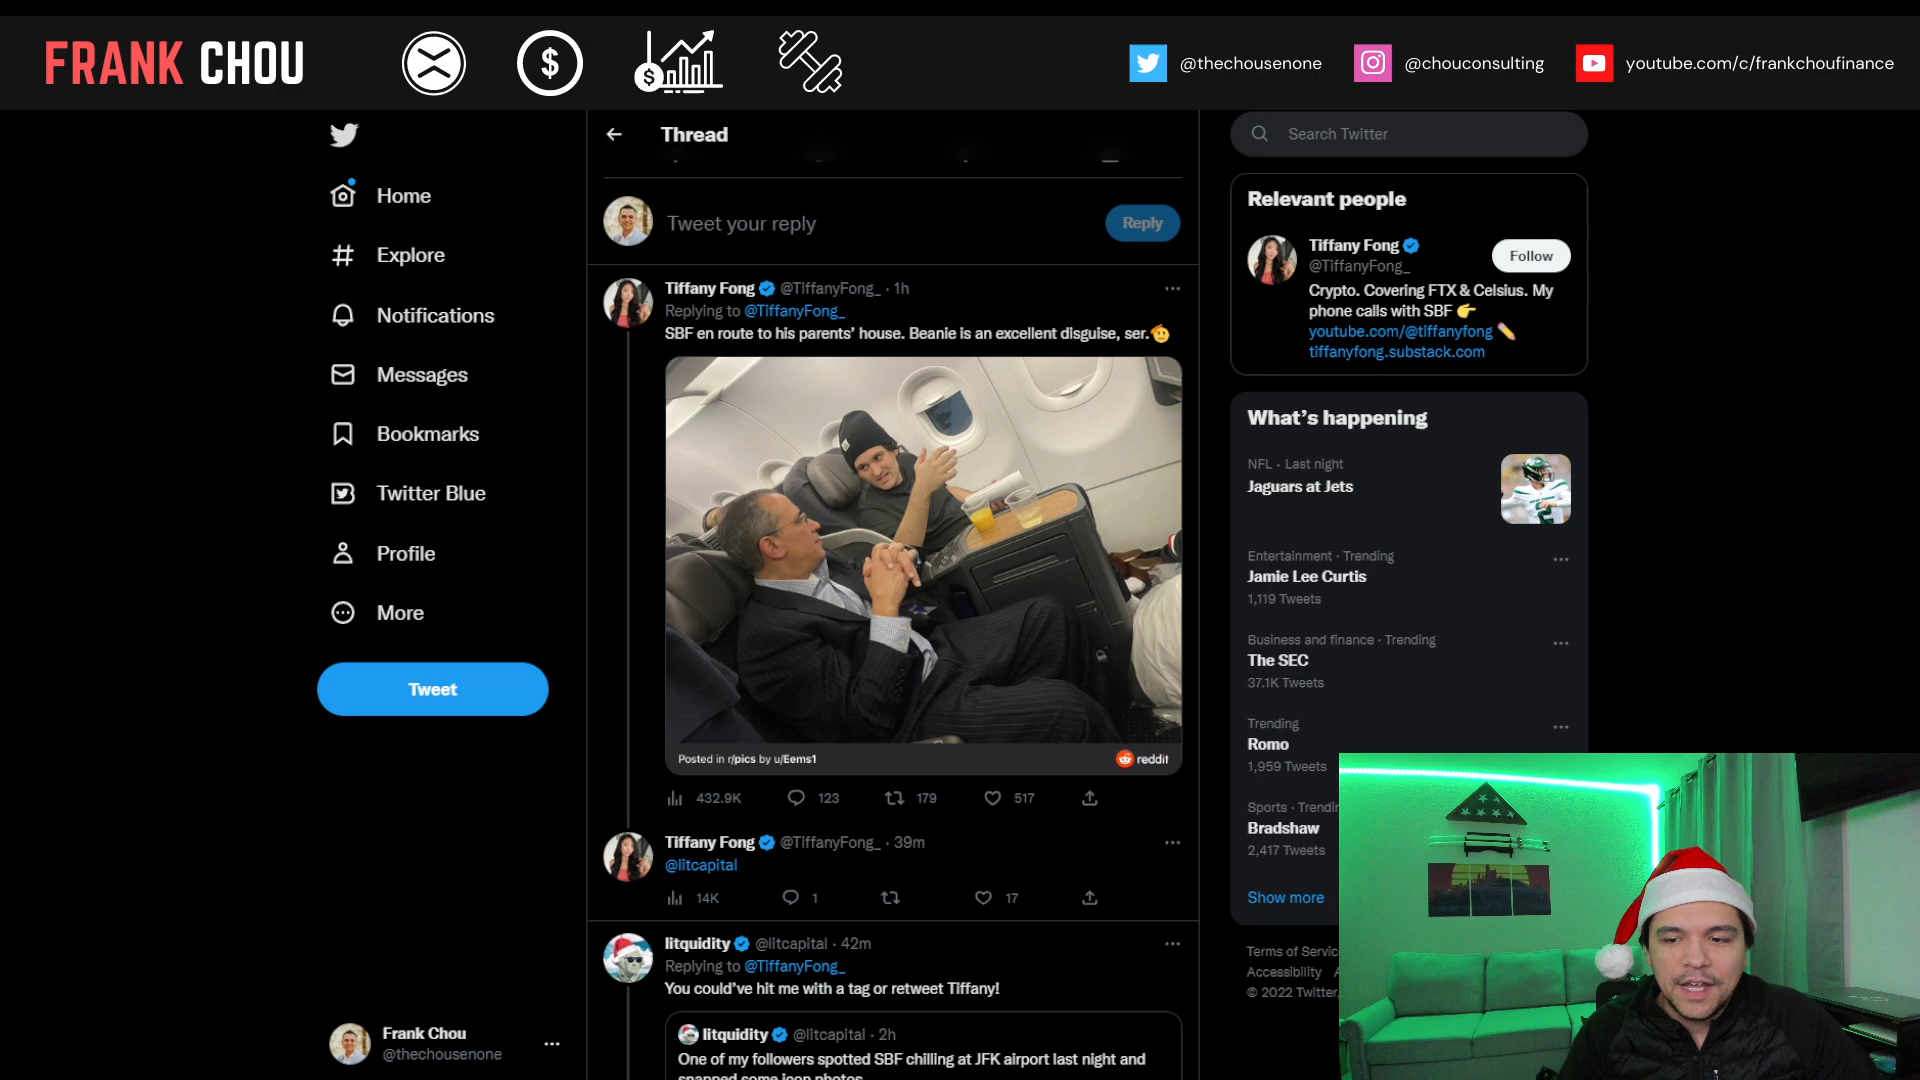 FRANK CHOU
@thechousenone
@chouconsulting
youtube.com/c/frankchoufinance
Home
Explore
Notifications
Messages
Bookmarks
Twitter Blue
Profile
More
Tweet
Frank Chou
@thechousenone
Thread
Tweet your reply
Reply
Tiffany Fong @TiffanyFong_ · 1h
Replying to @TiffanyFong_
SBF en route to his parents' house. Beanie is an excellent disguise, ser.
Posted in r/pics by u/Eems1
reddit
432.9K 123 179 517
Tiffany Fong @TiffanyFong_ · 39m
@litcapital
14K 1 17
litquidity @litcapital · 42m
Replying to @TiffanyFong_
You could've hit me with a tag or retweet Tiffany!
litquidity @litcapital · 2h
One of my followers spotted SBF chilling at JFK airport last night and
snapped some icon photos
Search Twitter
Relevant people
Tiffany Fong
@TiffanyFong_
Follow
Crypto. Covering FTX & Celsius. My
phone calls with SBF
youtube.com/@tiffanyfong
tiffanyfong.substack.com
What's happening
NFL · Last night
Jaguars at Jets
Entertainment · Trending
Jamie Lee Curtis
1,119 Tweets
Business and finance · Trending
The SEC
37.1K Tweets
Trending
Romo
1,959 Tweets
Sports ·
Bradshaw
2,417 Tweets
Show more
Terms of
Accessibility
© 2022 Twitter,